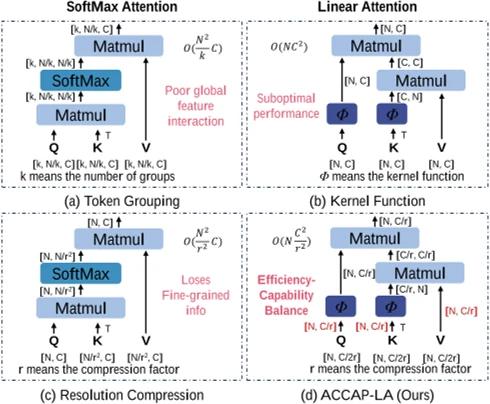 SoftMax Attention
[k, N/k, C]
Matmul
O(N²/k C)
[k, N/k, N/k]
SoftMax
[k, N/k, N/k]
Matmul
Poor global
feature
interaction
T
Q K V
[k, N/k, C] [k, N/k, C] [k, N/k, C]
k means the number of groups
(a) Token Grouping
Linear Attention
[N, C]
Matmul
O(NC²)
[N, C]
[C, C]
Matmul
Suboptimal
performance
[C, N]
Φ Φ
T
Q K V
[N, C] [N, C] [N, C]
Φ means the kernel function
(b) Kernel Function
[N, C]
Matmul
O(N²/r² C)
[N, N/r²]
SoftMax
[N, N/r²]
Matmul
Loses
Fine-grained
info
T
Q K V
[N, C] [N/r², C] [N/r², C]
r means the compression factor
(c) Resolution Compression
[N, C/r]
Matmul
O(N C²/r²)
[N, C/r]
[C/r, C/r]
Matmul
Efficiency-
Capability
Balance
[C/r, N]
Φ Φ
[N, C/r] [N, C/r] T [N, C/r]
Q K V
[N, C/2r] [N, C/2r] [N, C/2r]
r means the compression factor
(d) ACCAP-LA (Ours)